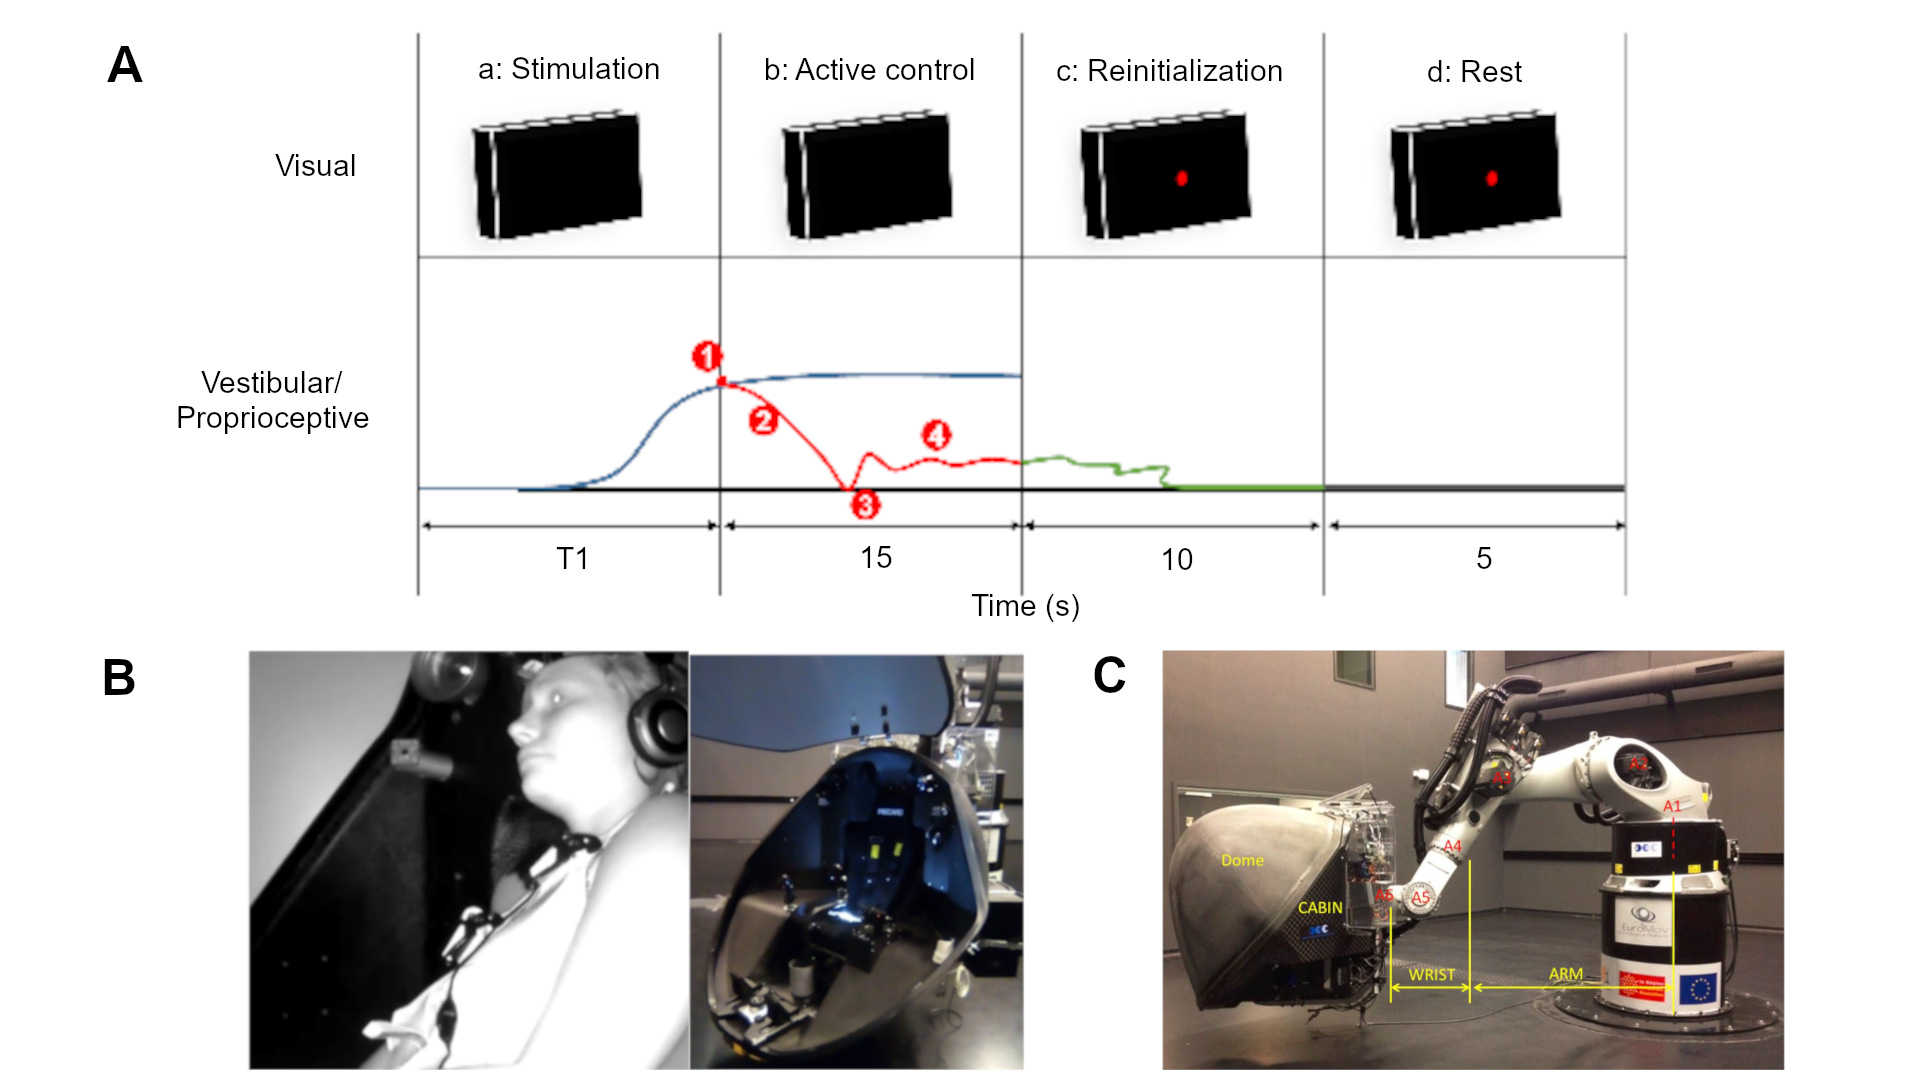 A
a: Stimulation
b: Active control
c: Reinitialization
d: Rest
Visual
Vestibular/
Proprioceptive
1
2
3
4
T1
15
10
5
Time (s)
B
C
A3
A2
A1
A4
Dome
A6
A5
CABIN
EuroMov
WRIST
ARM